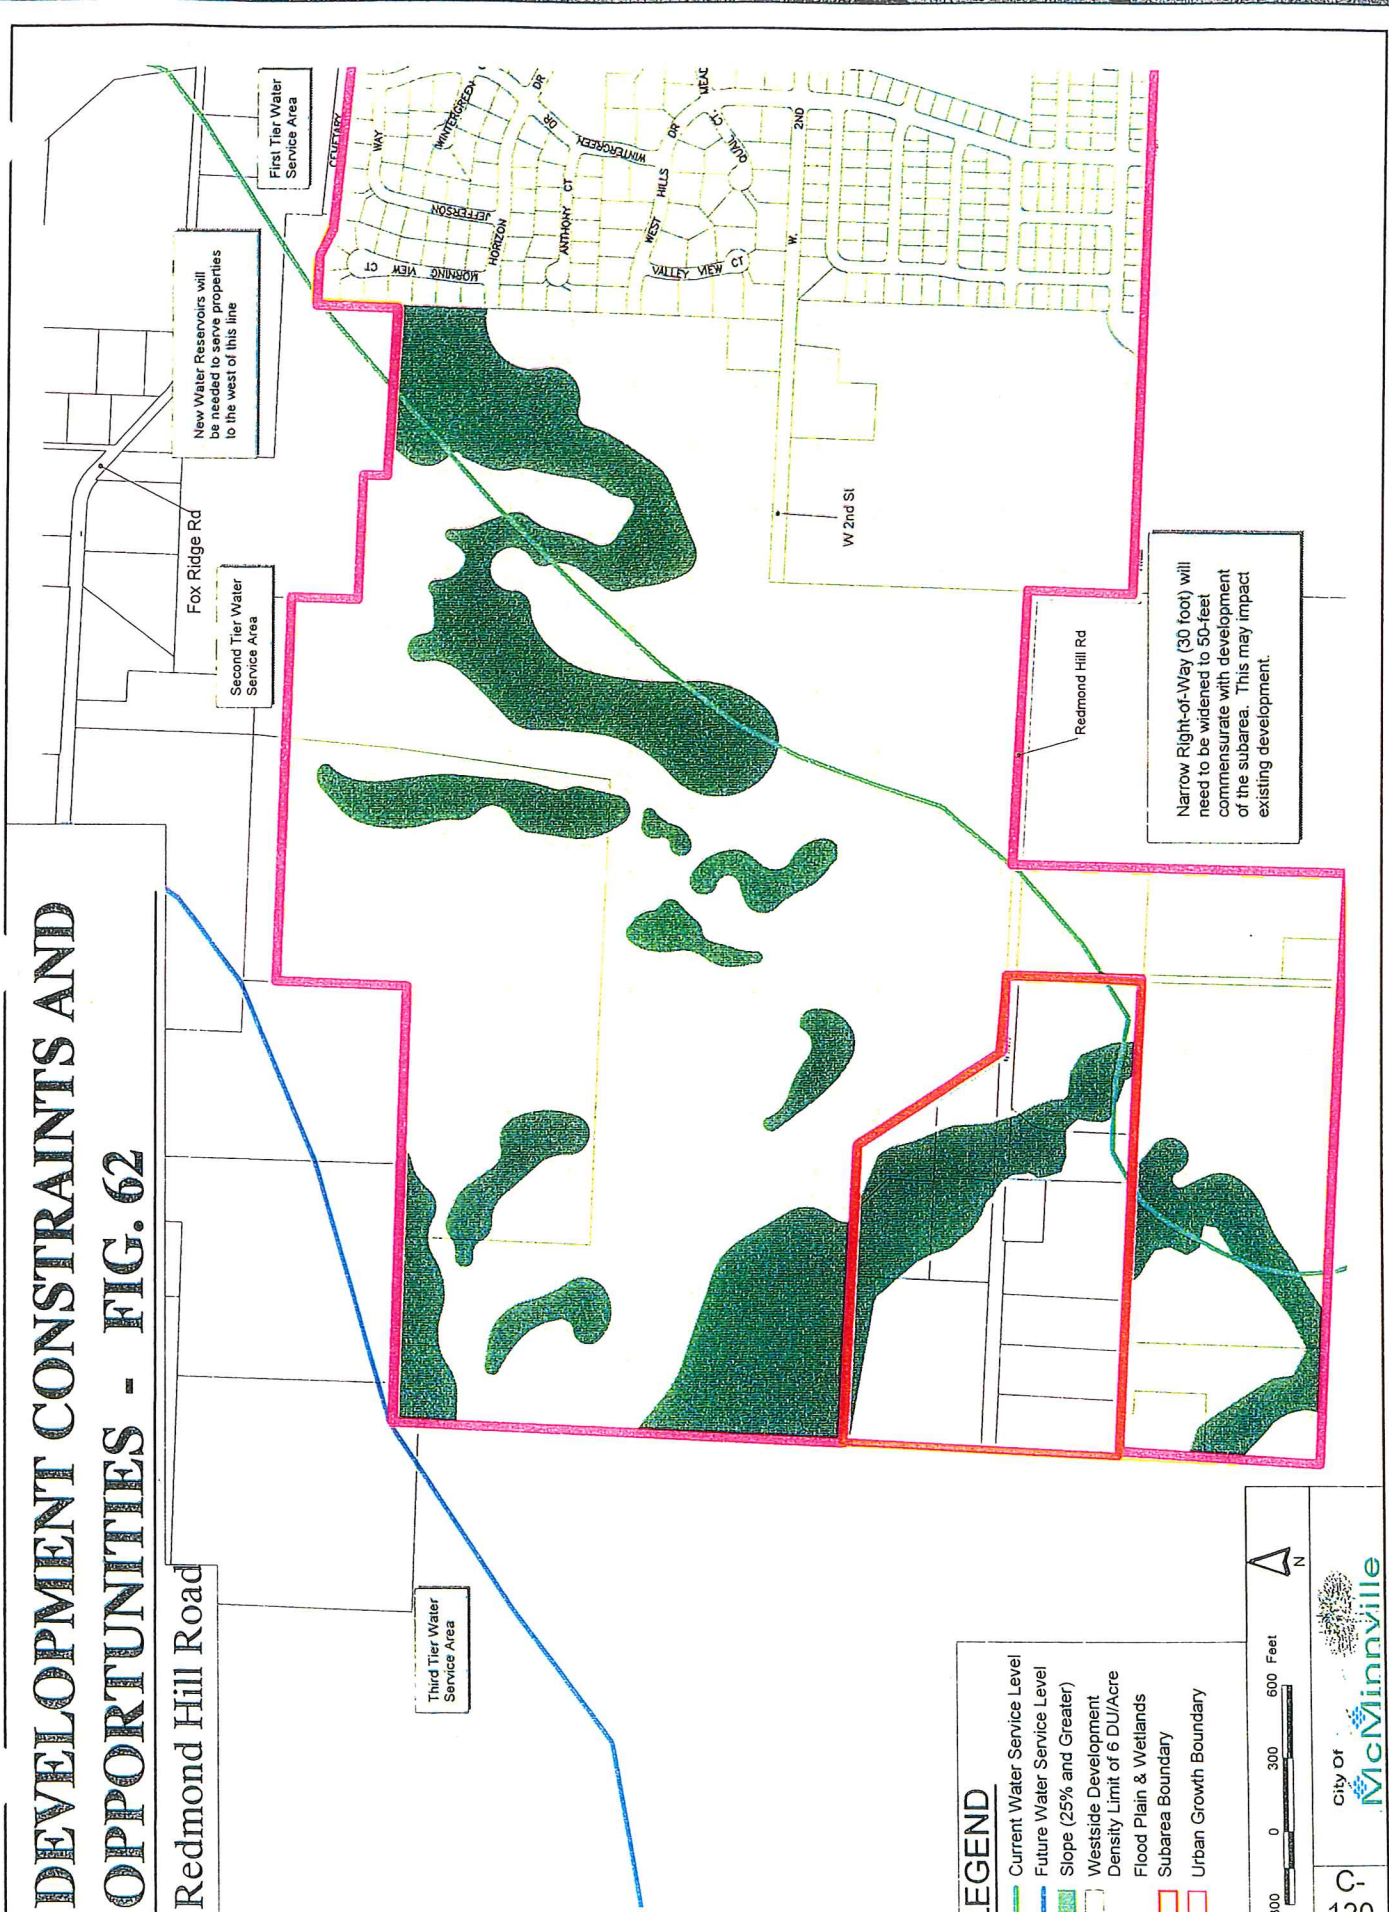 DEVELOPMENT CONSTRAINTS AND
OPPORTUNITIES - FIG. 62
Redmond Hill Road
First Tier Water
Service Area
New Water Reservoirs will
be needed to serve properties
to the west of this line
Fox Ridge Rd
Second Tier Water
Service Area
Third Tier Water
Service Area
CEMETARY
WAY
WINTERGREEN
DR
JEFFERSON
HORIZON
DR
MORNING VIEW CT
ANTHONY CT
WINTERGREEN
WEST HILLS DR
MEAD
QUAIL CT.
VALLEY VIEW CT
W. 2ND
W 2nd St
Redmond Hill Rd
Narrow Right-of-Way (30 foot) will
need to be widened to 50-feet
commensurate with development
of the subarea. This may impact
existing development.
LEGEND
Current Water Service Level
Future Water Service Level
Slope (25% and Greater)
Westside Development
Density Limit of 6 DU/Acre
Flood Plain & Wetlands
Subarea Boundary
Urban Growth Boundary
300 0 300 600 Feet
N
City Of
McMinnville
C-